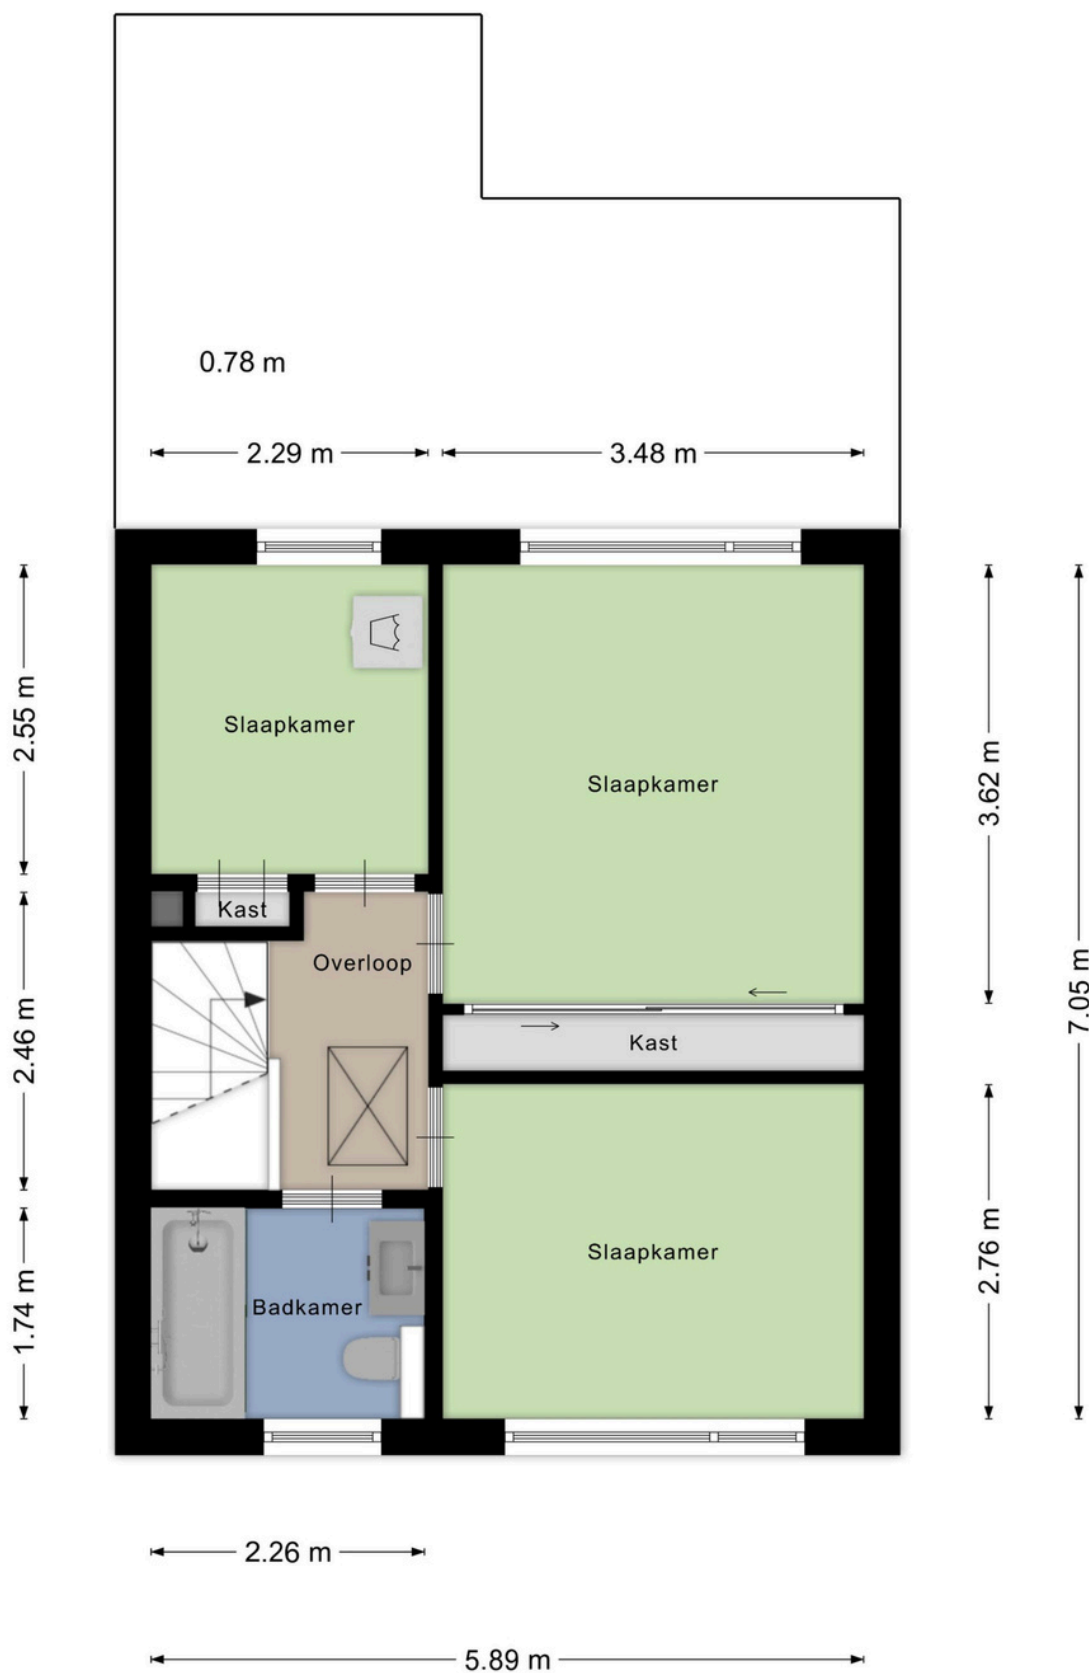 0.78 m
2.29 m
3.48 m
2.55 m
Slaapkamer
Slaapkamer
3.62 m
Kast
Overloop
7.05 m
2.46 m
Kast
Slaapkamer
2.76 m
1.74 m
Badkamer
2.26 m
5.89 m